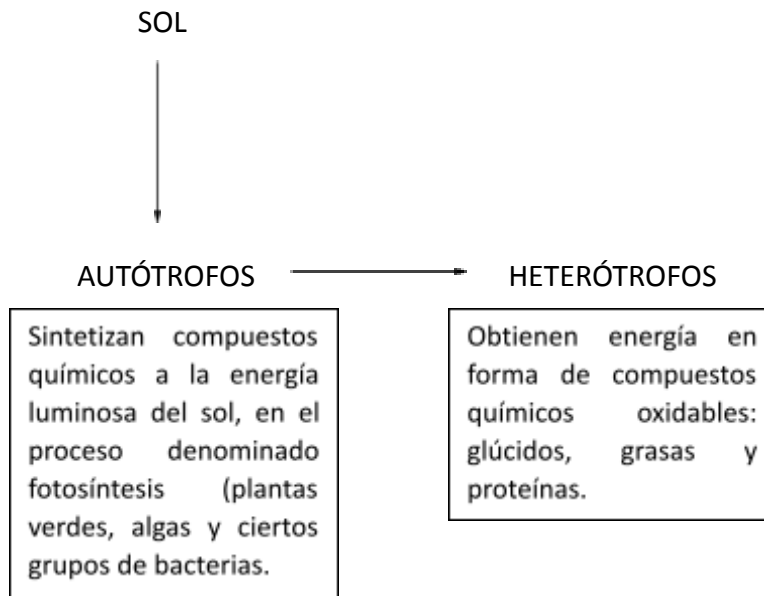 SOL
AUTÓTROFOS
HETERÓTROFOS
Sintetizan compuestos
químicos a la energía
luminosa del sol, en el
proceso denominado
fotosíntesis (plantas
verdes, algas y ciertos
grupos de bacterias.
Obtienen energía en
forma de compuestos
químicos oxidables:
glúcidos, grasas y
proteínas.